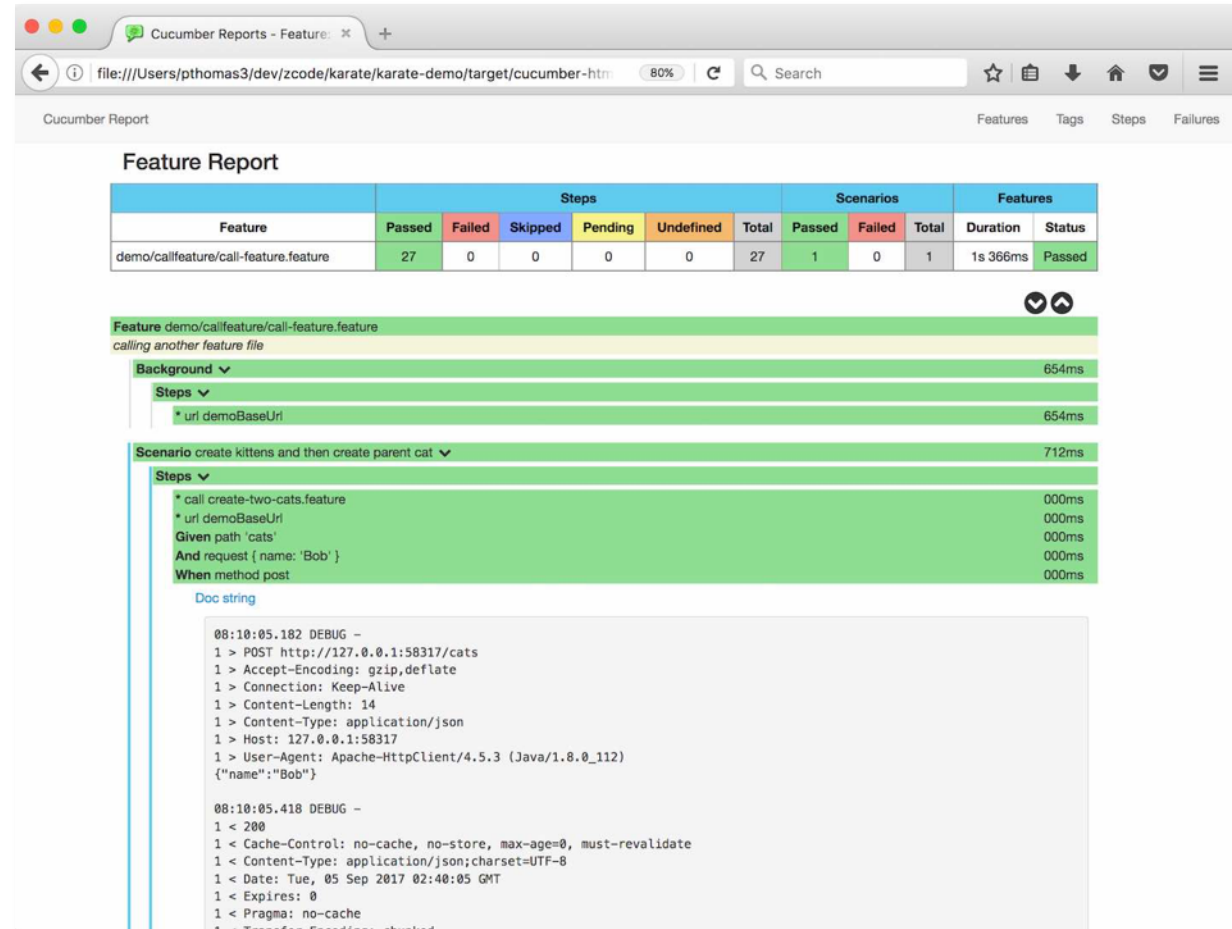 Cucumber Reports - Feature:
file:///Users/pthomas3/dev/zcode/karate/karate-demo/target/cucumber-htm 80% Search
Cucumber Report Features Tags Steps Failures
Feature Report
Steps Scenarios Features
Feature Passed Failed Skipped Pending Undefined Total Passed Failed Total Duration Status
demo/callfeature/call-feature.feature 27 0 0 0 0 27 1 0 1 1s 366ms Passed
Feature demo/callfeature/call-feature.feature
calling another feature file
Background 654ms
Steps
* url demoBaseUrl 654ms
Scenario create kittens and then create parent cat 712ms
Steps
* call create-two-cats.feature 000ms
* url demoBaseUrl 000ms
Given path 'cats' 000ms
And request { name: 'Bob' } 000ms
When method post 000ms
Doc string
08:10:05.182 DEBUG -
1 > POST http://127.0.0.1:58317/cats
1 > Accept-Encoding: gzip,deflate
1 > Connection: Keep-Alive
1 > Content-Length: 14
1 > Content-Type: application/json
1 > Host: 127.0.0.1:58317
1 > User-Agent: Apache-HttpClient/4.5.3 (Java/1.8.0_112)
{"name":"Bob"}
08:10:05.418 DEBUG -
1 < 200
1 < Cache-Control: no-cache, no-store, max-age=0, must-revalidate
1 < Content-Type: application/json;charset=UTF-8
1 < Date: Tue, 05 Sep 2017 02:40:05 GMT
1 < Expires: 0
1 < Pragma: no-cache
1 < Transfer-Encoding: chunked